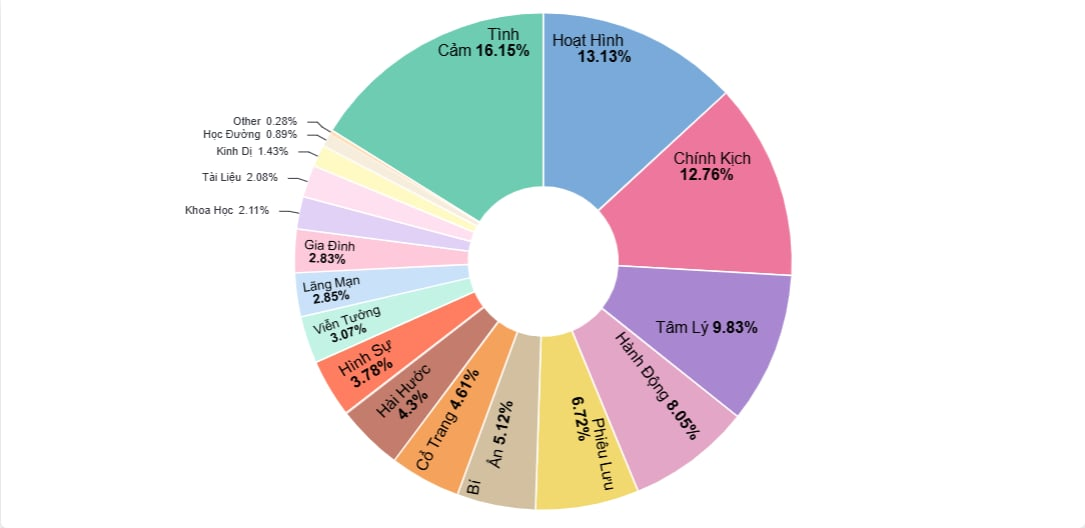 Tình
Cảm 16.15%
Hoạt Hình
13.13%
Chính Kịch
12.76%
Tâm Lý 9.83%
Hành Động 8.05%
Phiêu Lưu
6.72%
Bí
Ẩn 5.12%
Cổ Trang 4.61%
Hài Hước
4.3%
Hình Sự
3.78%
Viễn Tưởng
3.07%
Lãng Mạn
2.85%
Gia Đình
2.83%
Khoa Học 2.11%
Tài Liệu 2.08%
Kinh Dị 1.43%
Học Đường 0.89%
Other 0.28%